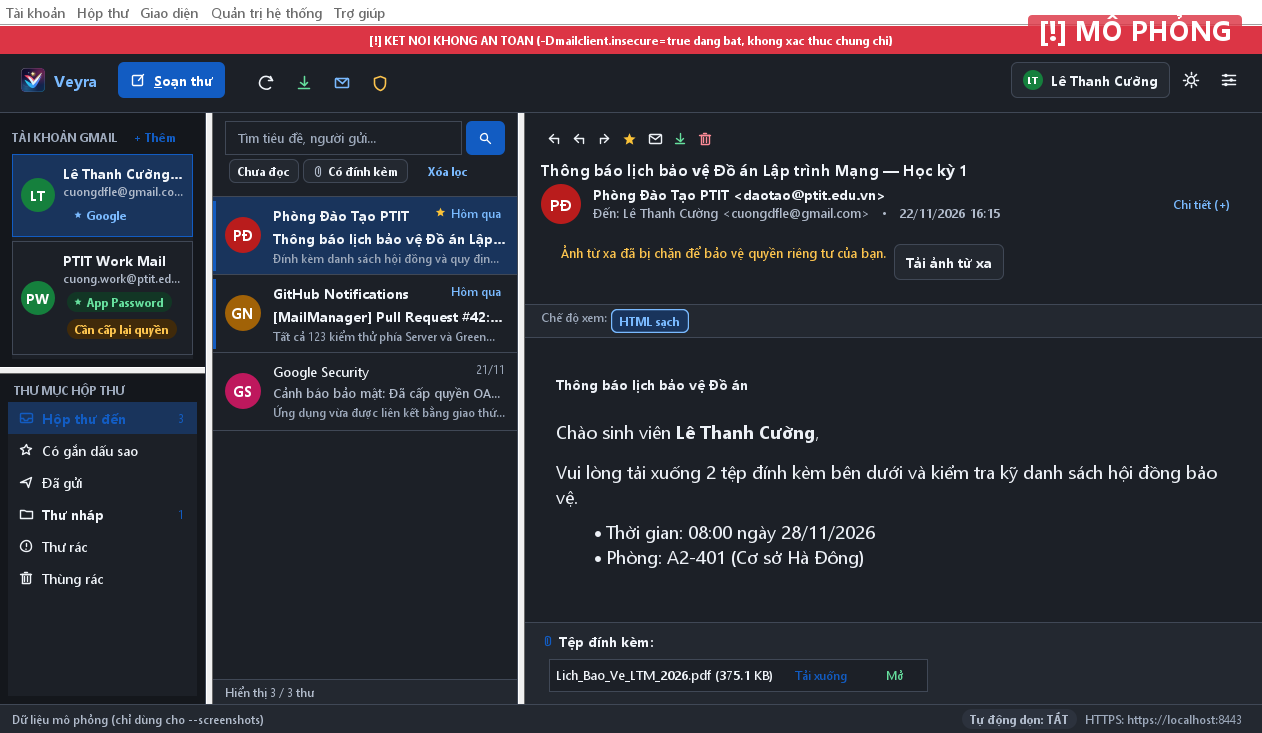 Tài khoản Hộp thư Giao diện Quản trị hệ thống Trợ giúp
[!] KET NOI KHONG AN TOAN (-Dmailclient.insecure=true dang bat, khong xac thuc chung chi)
[!] MÔ PHỎNG
Veyra
Soạn thư
LT Lê Thanh Cường
TÀI KHOẢN GMAIL + Thêm
LT
Lê Thanh Cường...
cuongdfle@gmail.co...
Google
PW
PTIT Work Mail
cuong.work@ptit.ed...
App Password
Cần cấp lại quyền
THƯ MỤC HỘP THƯ
Hộp thư đến 3
Có gắn dấu sao
Đã gửi
Thư nháp 1
Thư rác
Thùng rác
Tìm tiêu đề, người gửi...
Chưa đọc Có đính kèm Xóa lọc
PĐ
Phòng Đào Tạo PTIT Hôm qua
Thông báo lịch bảo vệ Đồ án Lập...
Đính kèm danh sách hội đồng và quy địn...
GN
GitHub Notifications Hôm qua
[MailManager] Pull Request #42:...
Tất cả 123 kiểm thử phía Server và Green...
GS
Google Security 21/11
Cảnh báo bảo mật: Đã cấp quyền OA...
Ứng dụng vừa được liên kết bằng giao thứ...
Hiển thị 3 / 3 thư
Thông báo lịch bảo vệ Đồ án Lập trình Mạng — Học kỳ 1
PĐ
Phòng Đào Tạo PTIT <daotao@ptit.edu.vn>
Đến: Lê Thanh Cường <cuongdfle@gmail.com> • 22/11/2026 16:15
Chi tiết (+)
Ảnh từ xa đã bị chặn để bảo vệ quyền riêng tư của bạn. Tải ảnh từ xa
Chế độ xem: HTML sạch
Thông báo lịch bảo vệ Đồ án
Chào sinh viên Lê Thanh Cường,
Vui lòng tải xuống 2 tệp đính kèm bên dưới và kiểm tra kỹ danh sách hội đồng bảo
vệ.
• Thời gian: 08:00 ngày 28/11/2026
• Phòng: A2-401 (Cơ sở Hà Đông)
Tệp đính kèm:
Lich_Bao_Ve_LTM_2026.pdf (375.1 KB) Tải xuống Mở
Dữ liệu mô phỏng (chỉ dùng cho --screenshots)
Tự động dọn: TẮT HTTPS: https://localhost:8443